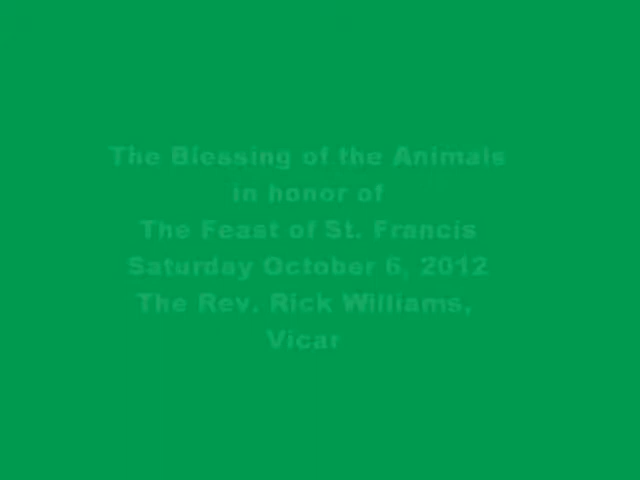 The Blessing of the Animals
in honor of
The Feast of St. Francis
Saturday October 6, 2012
The Rev. Rick Williams,
Vicar